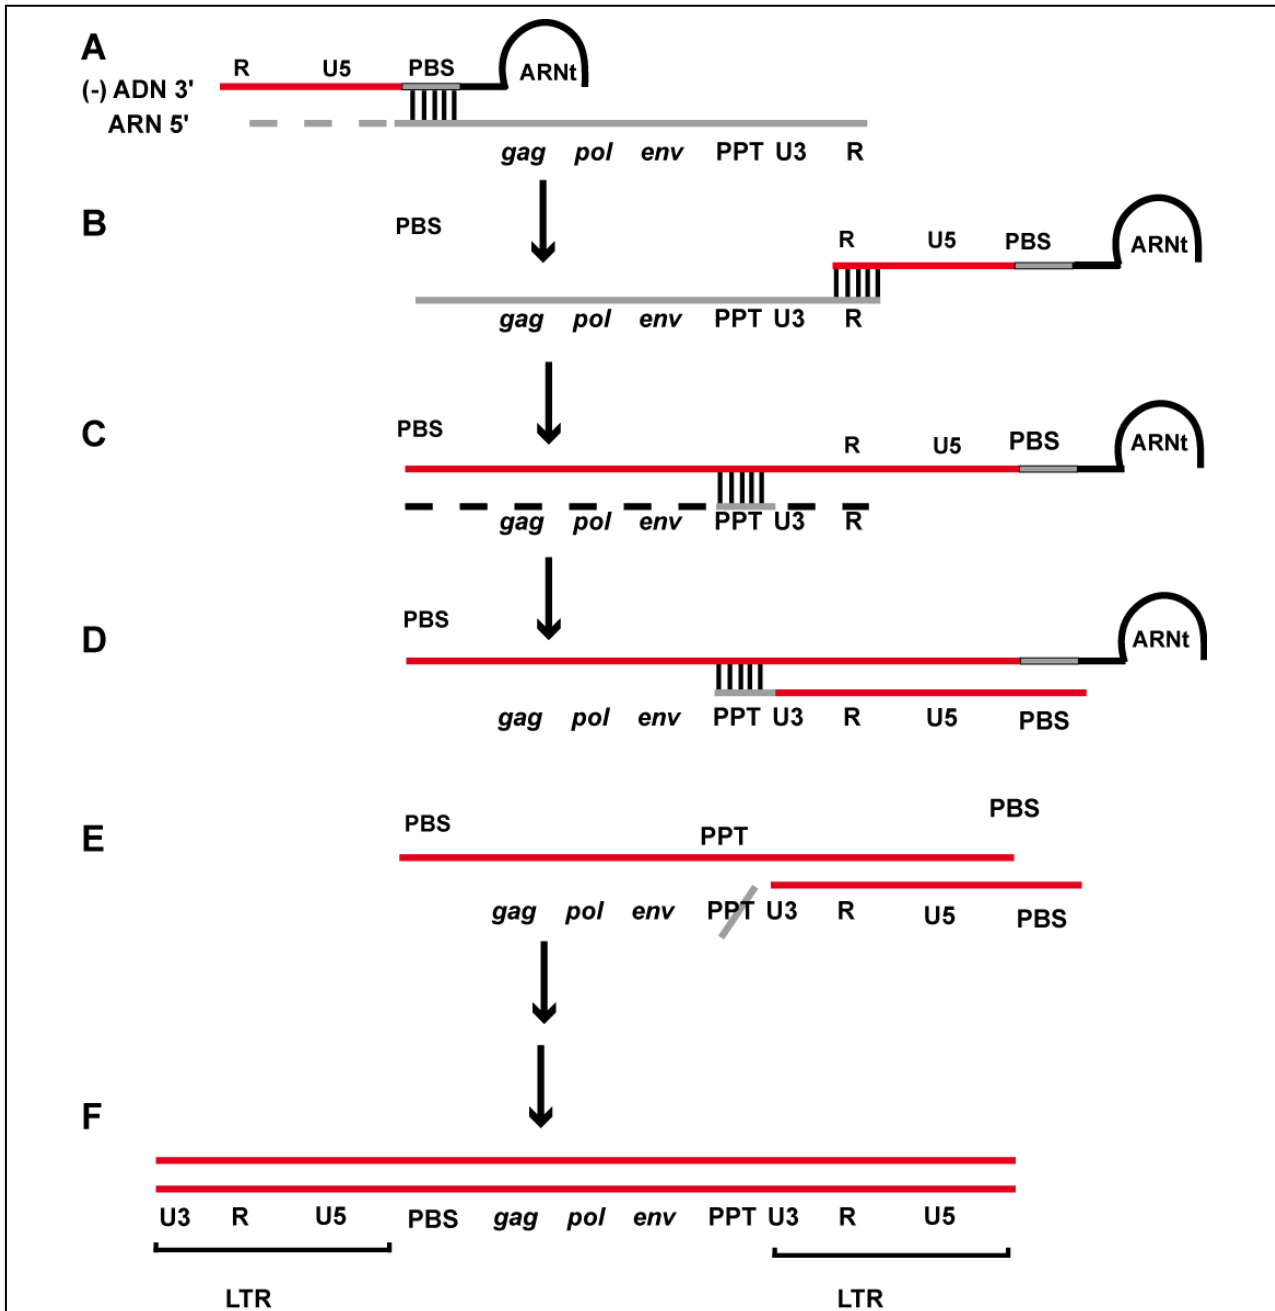 A
R U5 PBS ARNt
(-) ADN 3'
ARN 5'
gag pol env PPT U3 R
B
PBS
R U5 PBS ARNt
gag pol env PPT U3 R
C
PBS
R U5 PBS ARNt
gag pol env PPT U3 R
D
PBS
ARNt
gag pol env PPT U3 R U5 PBS
E
PBS PPT PBS
gag pol env PPT U3 R U5 PBS
F
U3 R U5 PBS gag pol env PPT U3 R U5
LTR LTR